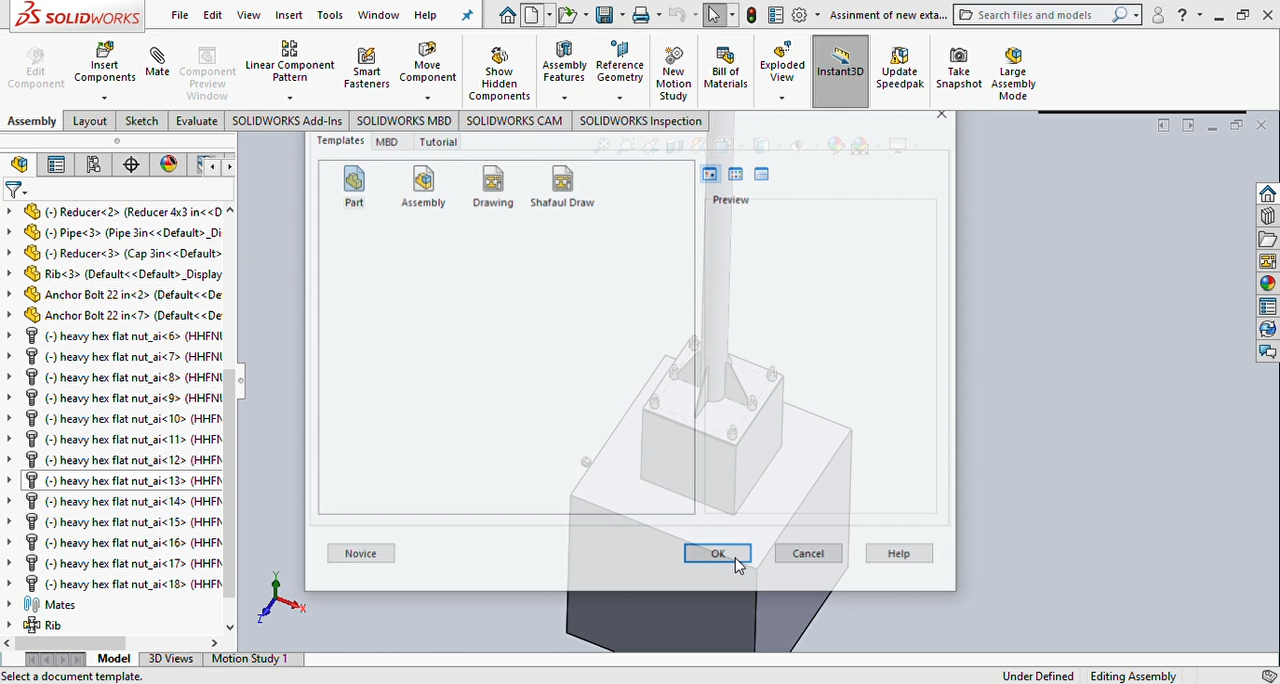 SOLIDWORKS File Edit View Insert Tools Window Help Assinment of new exta... Search files and models ?
Edit Component
Insert Components
Mate
Component Preview Window
Linear Component Pattern
Smart Fasteners
Move Component
Show Hidden Components
Assembly Features
Reference Geometry
New Motion Study
Bill of Materials
Exploded View
Instant3D
Update Speedpak
Take Snapshot
Large Assembly Mode
Assembly Layout Sketch Evaluate SOLIDWORKS Add-Ins SOLIDWORKS MBD SOLIDWORKS CAM SOLIDWORKS Inspection
Templates MBD Tutorial
Part Assembly Drawing Shafaul Draw
Preview
(-) Reducer<2> (Reducer 4x3 in<<D
(-) Pipe<3> (Pipe 3in<<Default>_Di
(-) Reducer<3> (Cap 3in<<Default>
Rib<3> (Default<<Default>_Display
Anchor Bolt 22 in<2> (Default<<De
Anchor Bolt 22 in<7> (Default<<De
(-) heavy hex flat nut_ai<6> (HHFNU
(-) heavy hex flat nut_ai<7> (HHFNU
(-) heavy hex flat nut_ai<8> (HHFN
(-) heavy hex flat nut_ai<9> (HHFN
(-) heavy hex flat nut_ai<10> (HHF
(-) heavy hex flat nut_ai<11> (HHF
(-) heavy hex flat nut_ai<12> (HHF
(-) heavy hex flat nut_ai<13> (HHF
(-) heavy hex flat nut_ai<14> (HHF
(-) heavy hex flat nut_ai<15> (HHF
(-) heavy hex flat nut_ai<16> (HHF
(-) heavy hex flat nut_ai<17> (HHF
(-) heavy hex flat nut_ai<18> (HHF
Mates
Rib
Novice OK Cancel Help
Y
X
Z
Model 3D Views Motion Study 1
Select a document template. Under Defined Editing Assembly